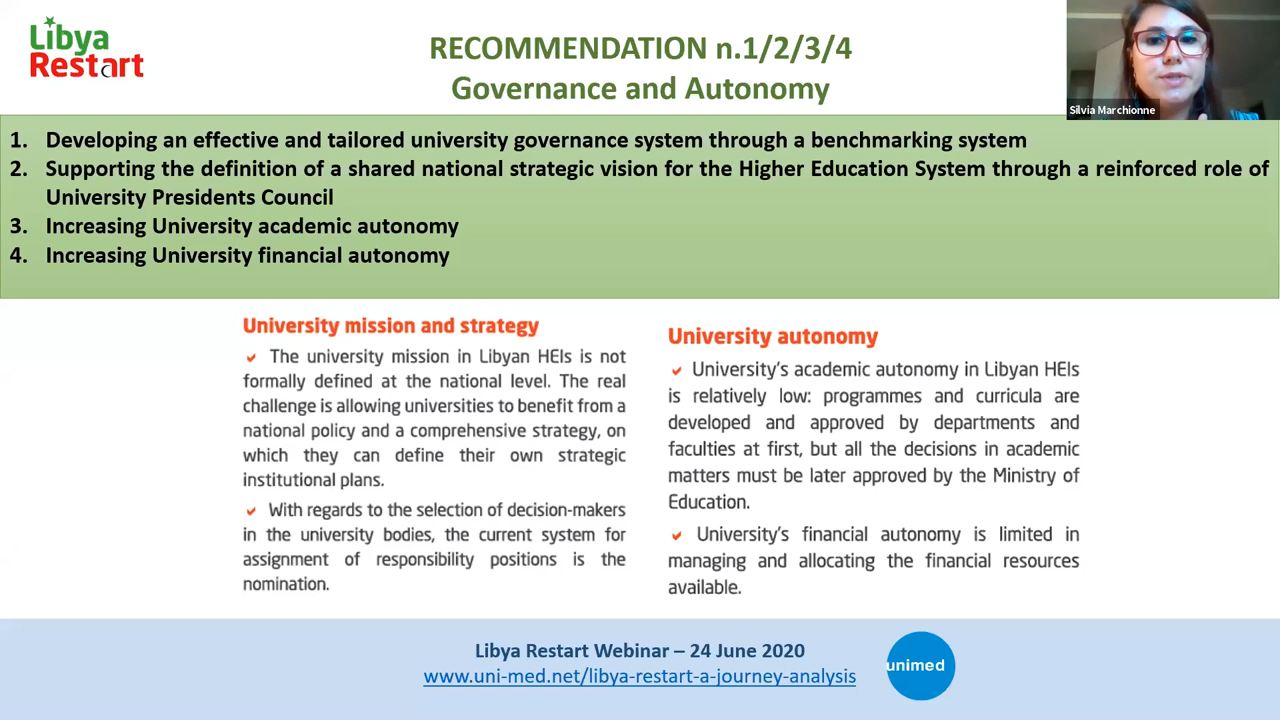 Libya
Restart
RECOMMENDATION n.1/2/3/4
Governance and Autonomy
Silvia Marchionne
1. Developing an effective and tailored university governance system through a benchmarking system
2. Supporting the definition of a shared national strategic vision for the Higher Education System through a reinforced role of
University Presidents Council
3. Increasing University academic autonomy
4. Increasing University financial autonomy
University mission and strategy
The university mission in Libyan HEIs is not
formally defined at the national level. The real
challenge is allowing universities to benefit from a
national policy and a comprehensive strategy, on
which they can define their own strategic
institutional plans.
With regards to the selection of decision-makers
in the university bodies, the current system for
assignment of responsibility positions is the
nomination.
University autonomy
University's academic autonomy in Libyan HEIs
is relatively low: programmes and curricula are
developed and approved by departments and
faculties at first, but all the decisions in academic
matters must be later approved by the Ministry of
Education.
University's financial autonomy is limited in
managing and allocating the financial resources
available.
Libya Restart Webinar – 24 June 2020
www.uni-med.net/libya-restart-a-journey-analysis
unimed